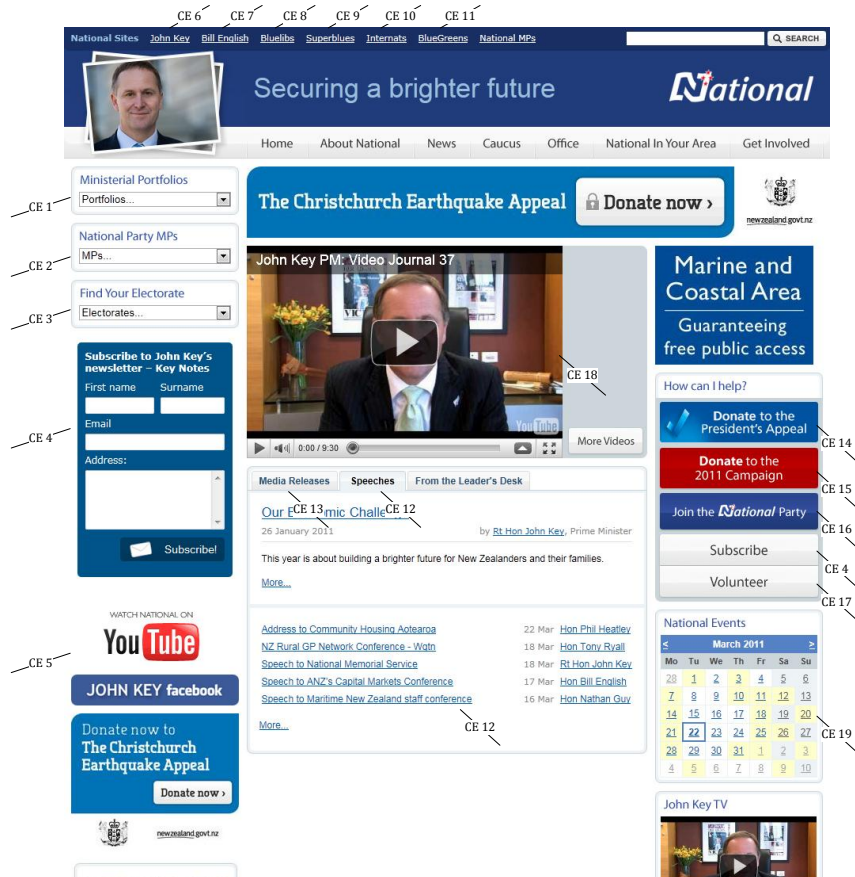 CE 6 CE 7 CE 8 CE 9 CE 10 CE 11
National Sites John Key Bill English Bluelibs Superblues Internats BlueGreens National MPs SEARCH
Securing a brighter future
National
Home About National News Caucus Office National In Your Area Get Involved
Ministerial Portfolios
Portfolios...
CE 1
National Party MPs
MPs...
CE 2
Find Your Electorate
Electorates...
CE 3
Subscribe to John Key's
newsletter – Key Notes
First name Surname
Email
CE 4
Address:
Subscribe!
WATCH NATIONAL ON
YouTube
CE 5
JOHN KEY facebook
Donate now to
The Christchurch
Earthquake Appeal
Donate now ›
newzealand.govt.nz
The Christchurch Earthquake Appeal Donate now ›
newzealand.govt.nz
John Key PM: Video Journal 37
VIC
CE 18
YouTube
0:00 / 9:30
More Videos
Media Releases Speeches From the Leader's Desk
CE 13 CE 12
Our E mic Challe
26 January 2011 by Rt Hon John Key, Prime Minister
This year is about building a brighter future for New Zealanders and their families.
More...
Address to Community Housing Aotearoa 22 Mar Hon Phil Heatley
NZ Rural GP Network Conference - Wgtn 18 Mar Hon Tony Ryall
Speech to National Memorial Service 18 Mar Rt Hon John Key
Speech to ANZ's Capital Markets Conference 17 Mar Hon Bill English
Speech to Maritime New Zealand staff conference 16 Mar Hon Nathan Guy
More...
CE 12
Marine and
Coastal Area
Guaranteeing
free public access
How can I help?
Donate to the
President's Appeal
CE 14
Donate to the
2011 Campaign
CE 15
Join the National Party
CE 16
Subscribe
CE 4
Volunteer
CE 17
National Events
< March 2011 >
Mo Tu We Th Fr Sa Su
28 1 2 3 4 5 6
7 8 9 10 11 12 13
14 15 16 17 18 19 20
21 22 23 24 25 26 27
CE 19
28 29 30 31 1 2 3
4 5 6 7 8 9 10
John Key TV